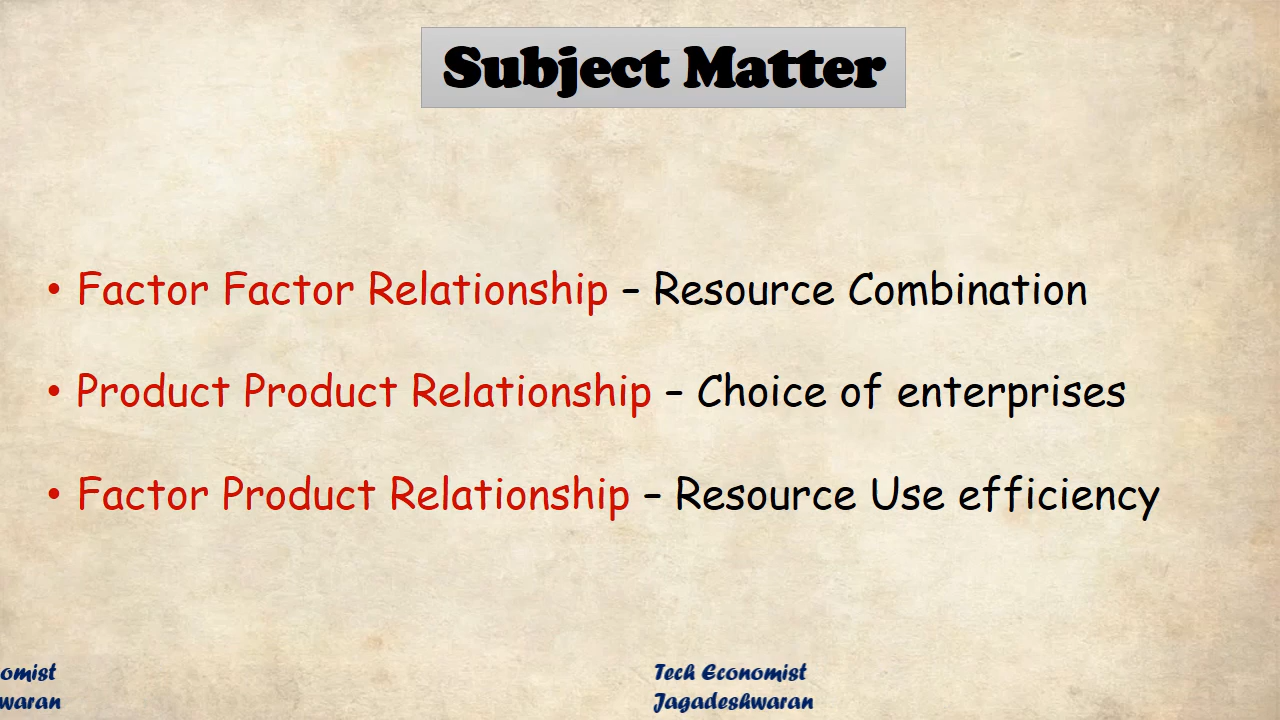 Subject Matter
• Factor Factor Relationship – Resource Combination
• Product Product Relationship – Choice of enterprises
• Factor Product Relationship – Resource Use efficiency
omist
waran
Tech Economist
Jagadeshwaran